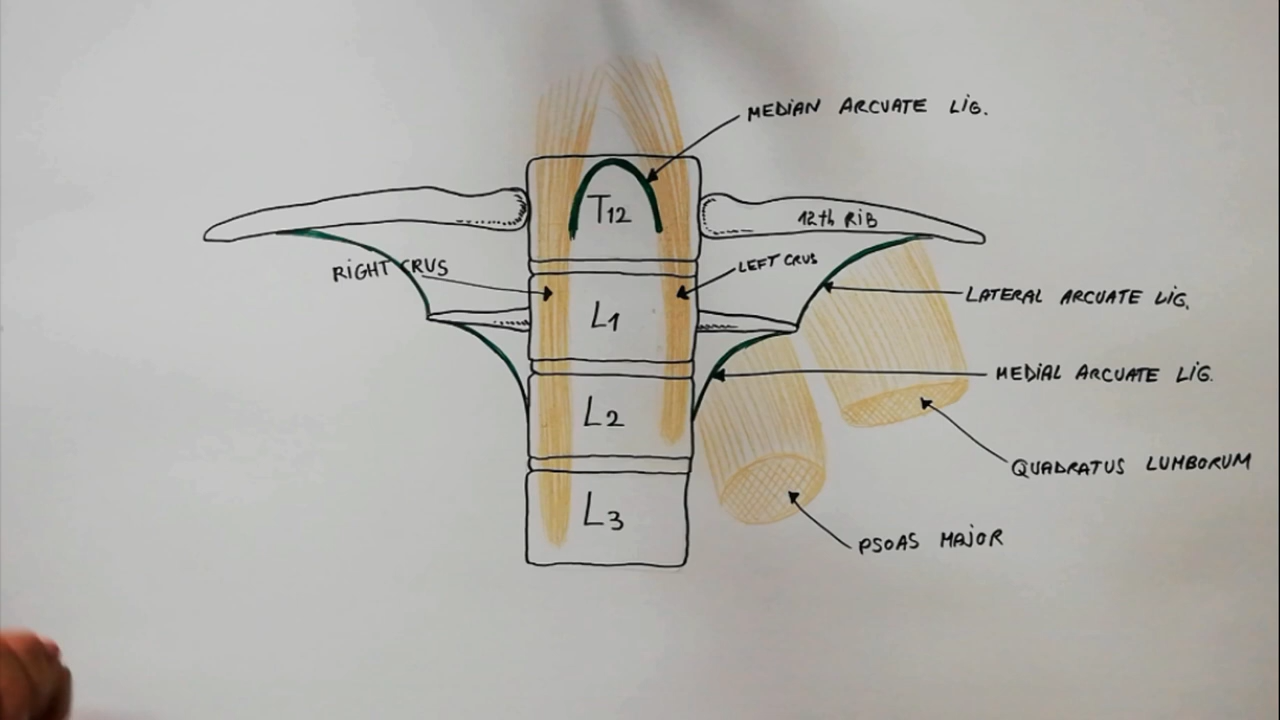 MEDIAN ARCUATE LIG.
T12
12th RIB
RIGHT CRUS
LEFT CRUS
LATERAL ARCUATE LIG.
L1
MEDIAL ARCUATE LIG.
L2
QUADRATUS LUMBORUM
L3
PSOAS MAJOR